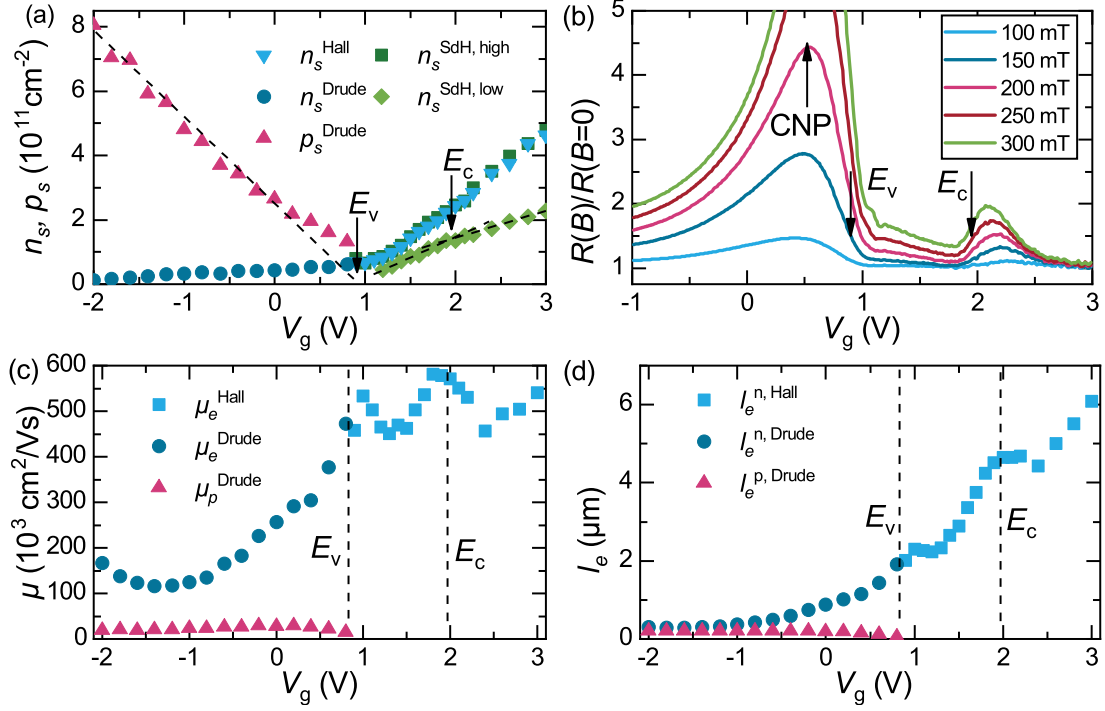 (a)
n_s, p_s (10^11 cm^-2)
8
6
4
2
0
n_s^Hall
n_s^SdH, high
n_s^Drude
n_s^SdH, low
p_s^Drude
E_v
E_c
-2 -1 0 1 2 3
V_g (V)
(b)
R(B)/R(B=0)
5
4
3
2
1
100 mT
150 mT
200 mT
250 mT
300 mT
CNP
E_v
E_c
-1 0 1 2 3
V_g (V)
(c)
μ (10^3 cm^2/Vs)
600
500
400
300
200
100
0
μ_e^Hall
μ_e^Drude
μ_p^Drude
E_v
E_c
-2 -1 0 1 2 3
V_g (V)
(d)
l_e (μm)
6
4
2
0
l_e^n, Hall
l_e^n, Drude
l_e^p, Drude
E_v
E_c
-2 -1 0 1 2 3
V_g (V)